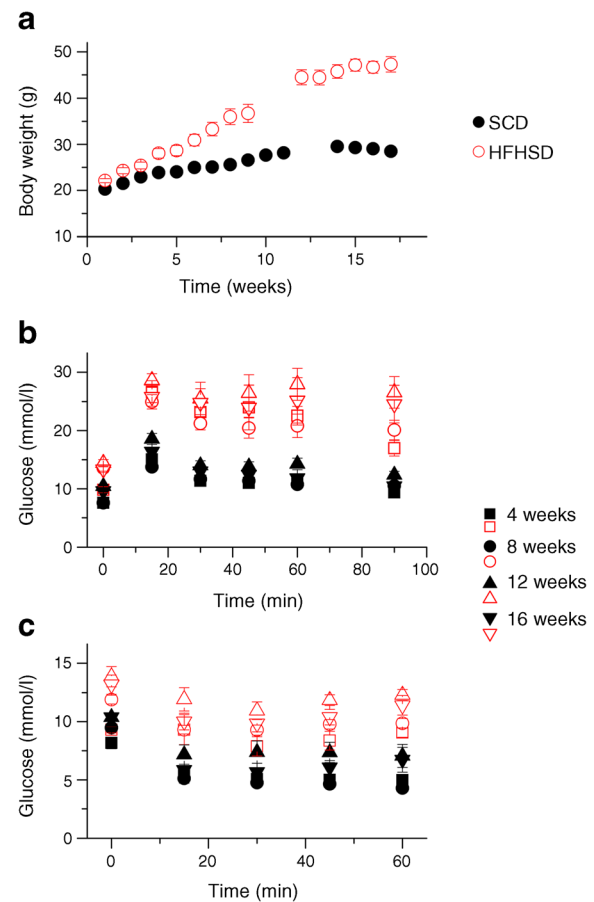 a
50
40
30
20
10
Body weight (g)
0
5
10
15
Time (weeks)
SCD
HFHSD
b
30
20
10
0
Glucose (mmol/l)
0
20
40
60
80
100
Time (min)
4 weeks
8 weeks
12 weeks
16 weeks
c
15
10
5
0
Glucose (mmol/l)
0
20
40
60
Time (min)